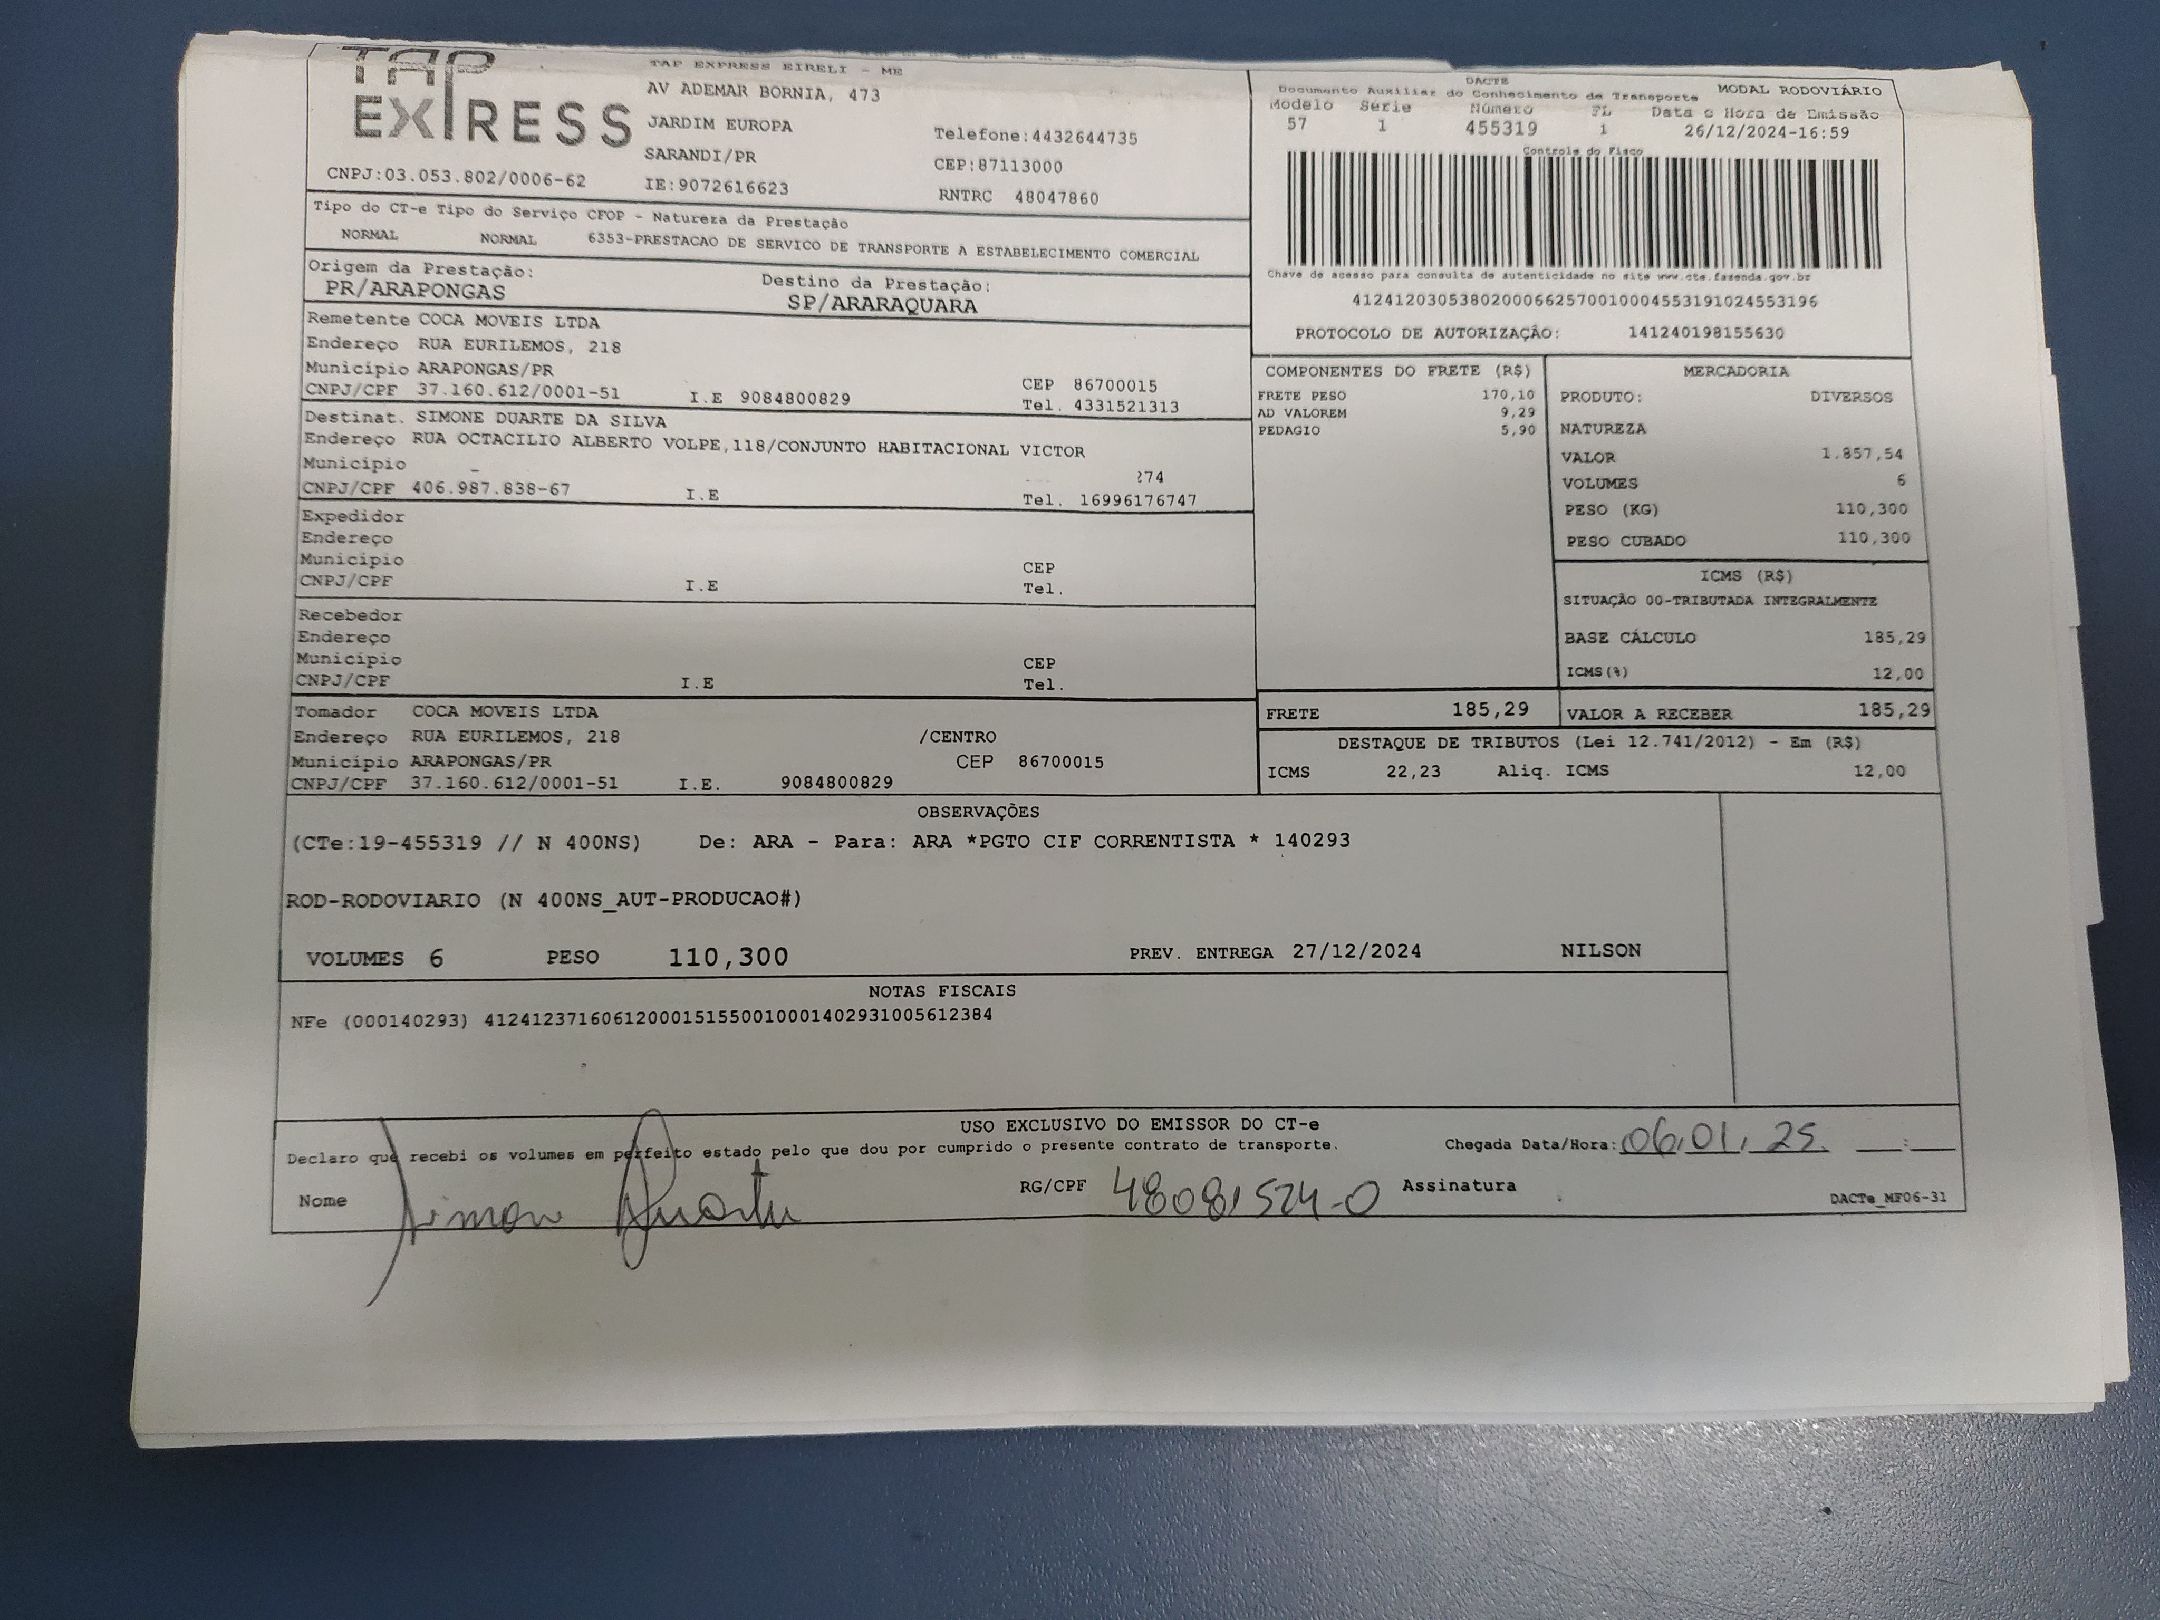 TAP EXPRESS
TAP EXPRESS EIRELI - ME
AV ADEMAR BORNIA, 473
JARDIM EUROPA
Telefone:4432644735
SARANDI/PR
CEP:87113000
CNPJ:03.053.802/0006-62
IE:9072616623
RNTRC 48047860
DACTE
Documento Auxiliar do Conhecimento de Transporte
MODAL RODOVIÁRIO
Modelo Serie Número FL Data e Hora de Emissão
57 1 455319 1 26/12/2024-16:59
Controle do Fisco
Chave de acesso para consulta de autenticidade no site www.cte.fazenda.gov.br
41241203053802000662570010004553191024553196
PROTOCOLO DE AUTORIZAÇÃO: 141240198155630
Tipo do CT-e Tipo do Serviço CFOP - Natureza da Prestação
NORMAL NORMAL 6353-PRESTACAO DE SERVICO DE TRANSPORTE A ESTABELECIMENTO COMERCIAL
Origem da Prestação: Destino da Prestação:
PR/ARAPONGAS SP/ARARAQUARA
Remetente COCA MOVEIS LTDA
Endereço RUA EURILEMOS, 218
Município ARAPONGAS/PR CEP 86700015
CNPJ/CPF 37.160.612/0001-51 I.E 9084800829 Tel. 4331521313
Destinat. SIMONE DUARTE DA SILVA
Endereço RUA OCTACILIO ALBERTO VOLPE,118/CONJUNTO HABITACIONAL VICTOR
Município 274
CNPJ/CPF 406.987.838-67 I.E Tel. 16996176747
Expedidor
Endereço
Município CEP
CNPJ/CPF I.E Tel.
Recebedor
Endereço
Município CEP
CNPJ/CPF I.E Tel.
Tomador COCA MOVEIS LTDA
Endereço RUA EURILEMOS, 218 /CENTRO
Município ARAPONGAS/PR CEP 86700015
CNPJ/CPF 37.160.612/0001-51 I.E. 9084800829
COMPONENTES DO FRETE (R$)
FRETE PESO 170,10
AD VALOREM 9,29
PEDAGIO 5,90
MERCADORIA
PRODUTO: DIVERSOS
NATUREZA
VALOR 1.857,54
VOLUMES 6
PESO (KG) 110,300
PESO CUBADO 110,300
ICMS (R$)
SITUAÇÃO 00-TRIBUTADA INTEGRALMENTE
BASE CÁLCULO 185,29
ICMS(%) 12,00
FRETE 185,29 VALOR A RECEBER 185,29
DESTAQUE DE TRIBUTOS (Lei 12.741/2012) - Em (R$)
ICMS 22,23 Aliq. ICMS 12,00
OBSERVAÇÕES
(CTe:19-455319 // N 400NS) De: ARA - Para: ARA *PGTO CIF CORRENTISTA * 140293
ROD-RODOVIARIO (N 400NS_AUT-PRODUCAO#)
VOLUMES 6 PESO 110,300 PREV. ENTREGA 27/12/2024 NILSON
NOTAS FISCAIS
NFe (000140293) 41241237160612000151550010001402931005612384
USO EXCLUSIVO DO EMISSOR DO CT-e
Declaro que recebi os volumes em perfeito estado pelo que dou por cumprido o presente contrato de transporte. Chegada Data/Hora: 06,01, 25. __:__
Nome Simone Duarte RG/CPF 48081524-0 Assinatura DACTe_MF06-31